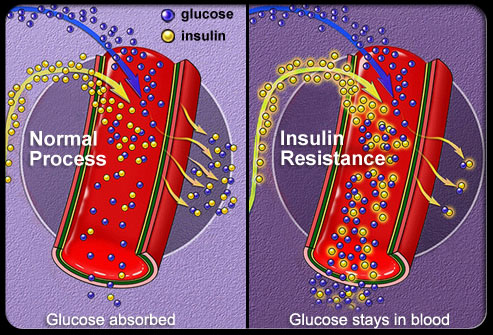 glucose
insulin
Normal
Process
Glucose absorbed
Insulin
Resistance
Glucose stays in blood